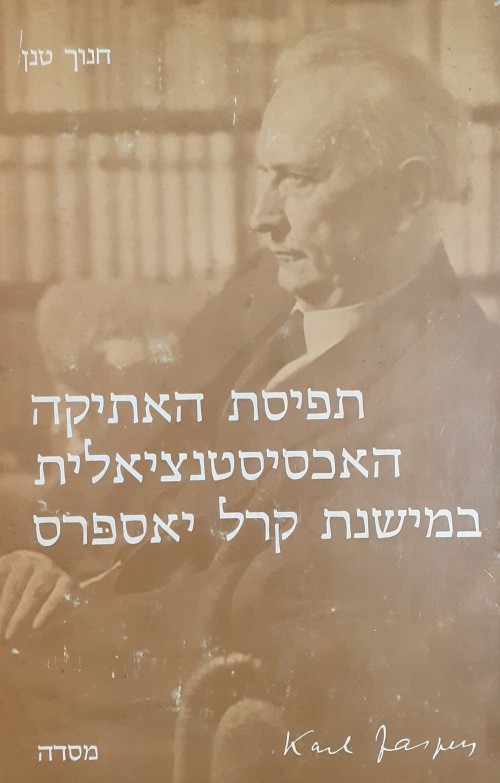 חנוך טנן
תפיסת האתיקה
האכסיסטנציאלית
במישנת קרל יאספרס
Karl Jaspers
מסדה